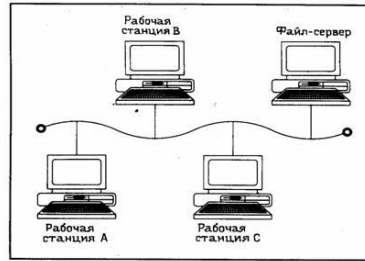 Рабочая
станция В
Файл-сервер
Рабочая
станция А
Рабочая
станция С